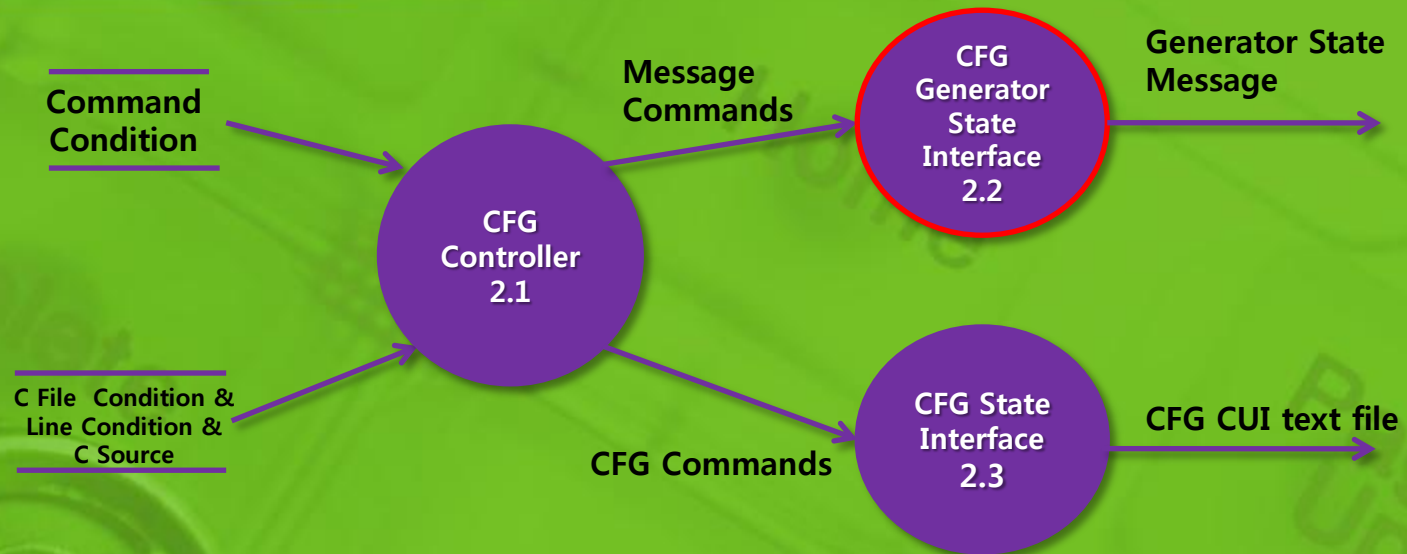 Command
Condition
C File Condition &
Line Condition &
C Source
CFG
Controller
2.1
Message
Commands
CFG Commands
CFG
Generator
State
Interface
2.2
Generator State
Message
CFG State
Interface
2.3
CFG CUI text file
Home